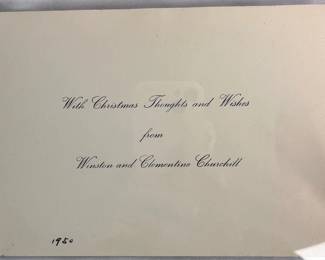 With Christmas Thoughts and Wishes
from
Winston and Clementine Churchill
1950